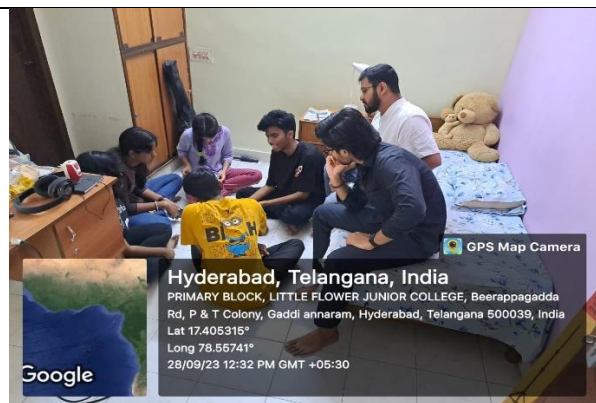 GPS Map Camera
Hyderabad, Telangana, India
PRIMARY BLOCK, LITTLE FLOWER JUNIOR COLLEGE, Beerappagadda
Rd, P & T Colony, Gaddi annaram, Hyderabad, Telangana 500039, India
Lat 17.405315°
Long 78.55741°
28/09/23 12:32 PM GMT +05:30
Google